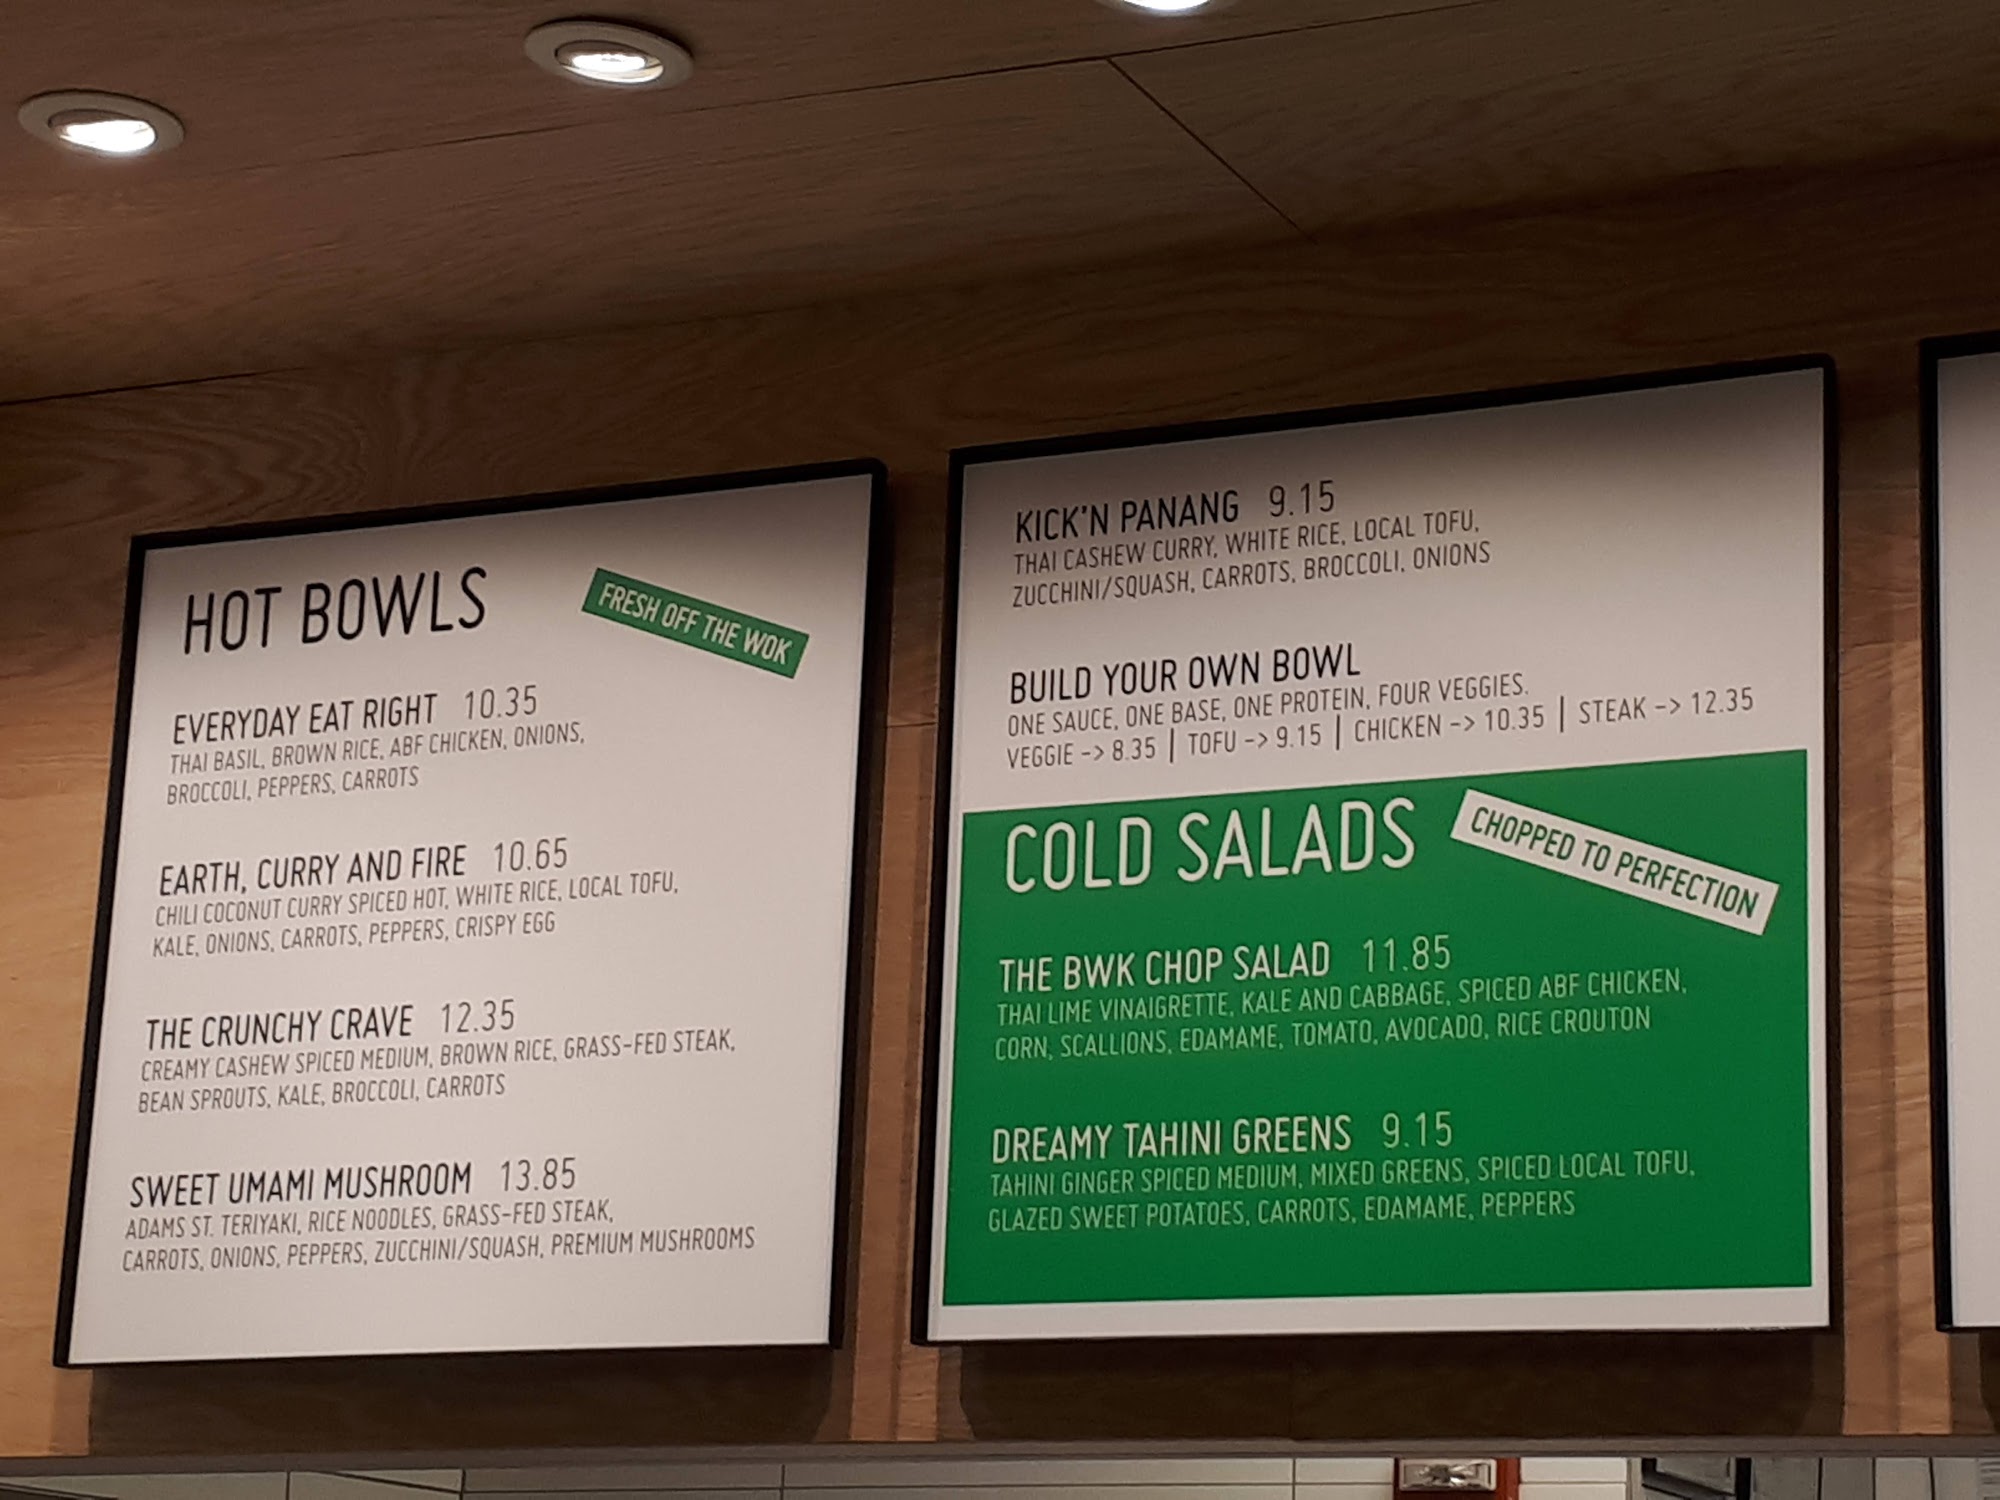 HOT BOWLS
FRESH OFF THE WOK
EVERYDAY EAT RIGHT 10.35
THAI BASIL, BROWN RICE, ABF CHICKEN, ONIONS,
BROCCOLI, PEPPERS, CARROTS
EARTH, CURRY AND FIRE 10.65
CHILI COCONUT CURRY SPICED HOT, WHITE RICE, LOCAL TOFU,
KALE, ONIONS, CARROTS, PEPPERS, CRISPY EGG
THE CRUNCHY CRAVE 12.35
CREAMY CASHEW SPICED MEDIUM, BROWN RICE, GRASS-FED STEAK,
BEAN SPROUTS, KALE, BROCCOLI, CARROTS
SWEET UMAMI MUSHROOM 13.85
ADAMS ST. TERIYAKI, RICE NOODLES, GRASS-FED STEAK,
CARROTS, ONIONS, PEPPERS, ZUCCHINI/SQUASH, PREMIUM MUSHROOMS
KICK'N PANANG 9.15
THAI CASHEW CURRY, WHITE RICE, LOCAL TOFU,
ZUCCHINI/SQUASH, CARROTS, BROCCOLI, ONIONS
BUILD YOUR OWN BOWL
ONE SAUCE, ONE BASE, ONE PROTEIN, FOUR VEGGIES.
VEGGIE -> 8.35 | TOFU -> 9.15 | CHICKEN -> 10.35 | STEAK -> 12.35
COLD SALADS
CHOPPED TO PERFECTION
THE BWK CHOP SALAD 11.85
THAI LIME VINAIGRETTE, KALE AND CABBAGE, SPICED ABF CHICKEN,
CORN, SCALLIONS, EDAMAME, TOMATO, AVOCADO, RICE CROUTON
DREAMY TAHINI GREENS 9.15
TAHINI GINGER SPICED MEDIUM, MIXED GREENS, SPICED LOCAL TOFU,
GLAZED SWEET POTATOES, CARROTS, EDAMAME, PEPPERS